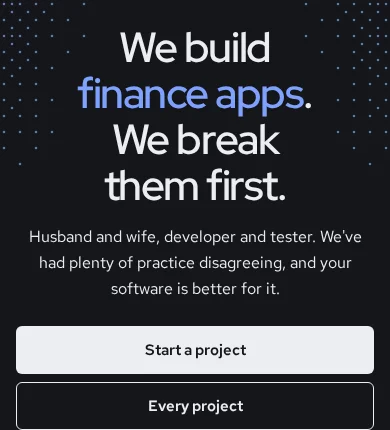 We build
finance apps.
We break
them first.
Husband and wife, developer and tester. We've
had plenty of practice disagreeing, and your
software is better for it.
Start a project
Every project